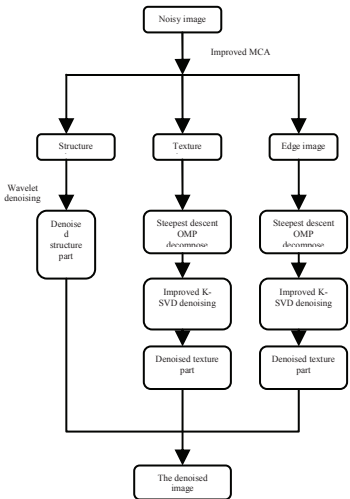 Noisy image
Improved MCA
Structure
Texture
Edge image
Wavelet
denoising
Denoise
d
structure
part
Steepest descent
OMP
decompose
Steepest descent
OMP
decompose
Improved K-
SVD denoising
Improved K-
SVD denoising
Denoised texture
part
Denoised texture
part
The denoised
image